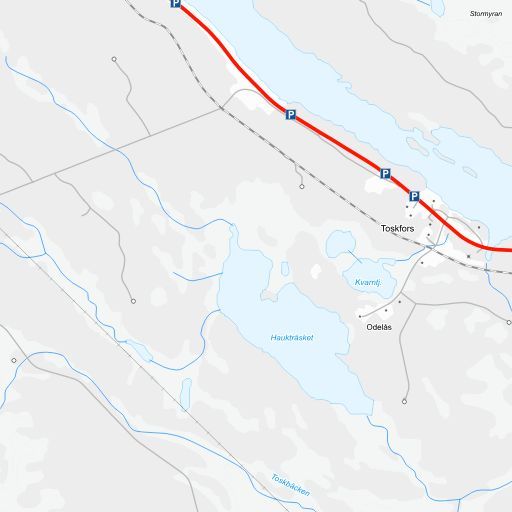 Stormyran
P
P
P
P
Toskfors
Kvarntj.
Odelås
Haukträsket
Toskbäcken